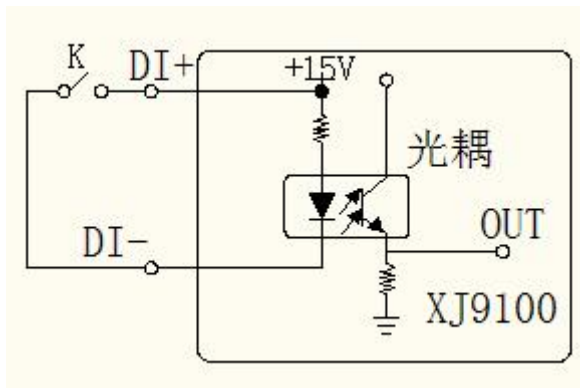 K
DI+
+15V
光耦
DI-
OUT
XJ9100